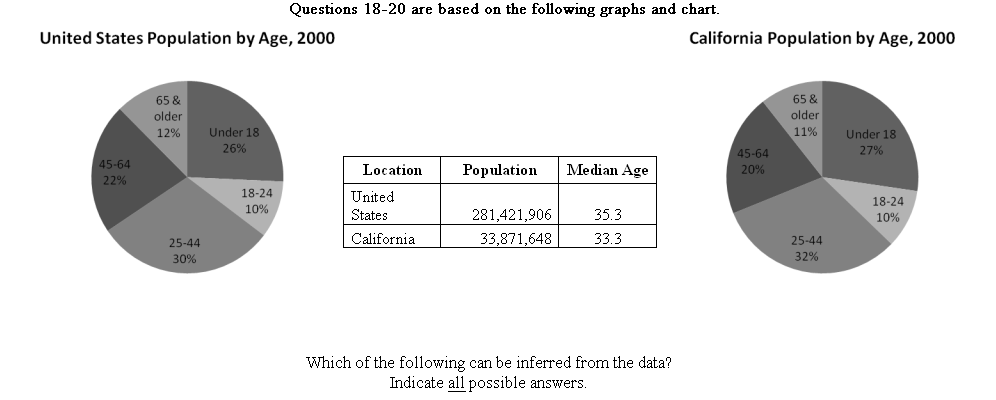 Questions 18-20 are based on the following graphs and chart.
United States Population by Age, 2000
65 &
older
12%
Under 18
26%
45-64
22%
18-24
10%
25-44
30%
Location Population Median Age
United
States 281,421,906 35.3
California 33,871,648 33.3
California Population by Age, 2000
65 &
older
11%
Under 18
27%
45-64
20%
18-24
10%
25-44
32%
Which of the following can be inferred from the data?
Indicate all possible answers.